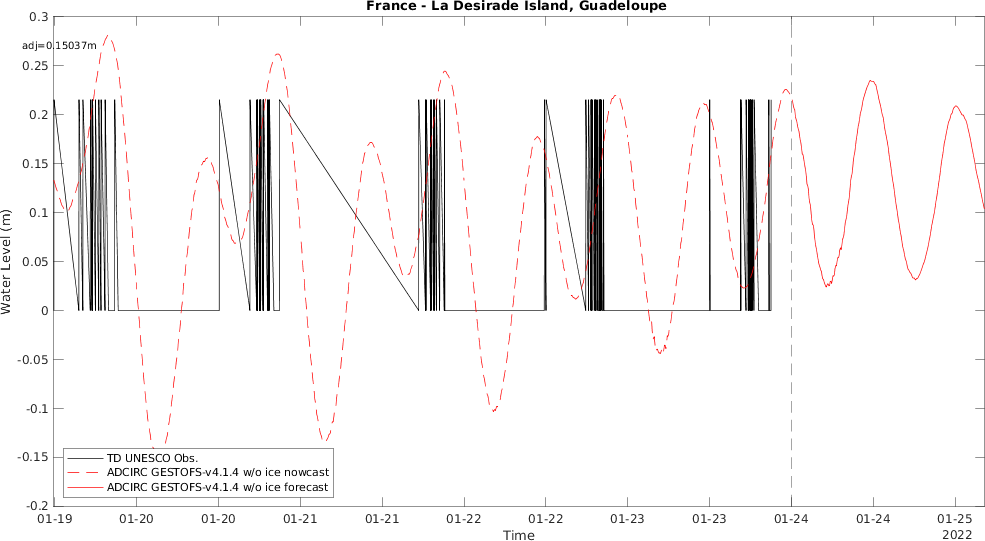 France - La Desirade Island, Guadeloupe
adj=0.15037m
0.3
0.25
0.2
0.15
0.1
0.05
0
-0.05
-0.1
-0.15
-0.2
Water Level (m)
TD UNESCO Obs.
ADCIRC GESTOFS-v4.1.4 w/o ice nowcast
ADCIRC GESTOFS-v4.1.4 w/o ice forecast
01-19 01-20 01-20 01-21 01-21 01-22 01-22 01-23 01-23 01-24 01-24 01-25
Time
2022